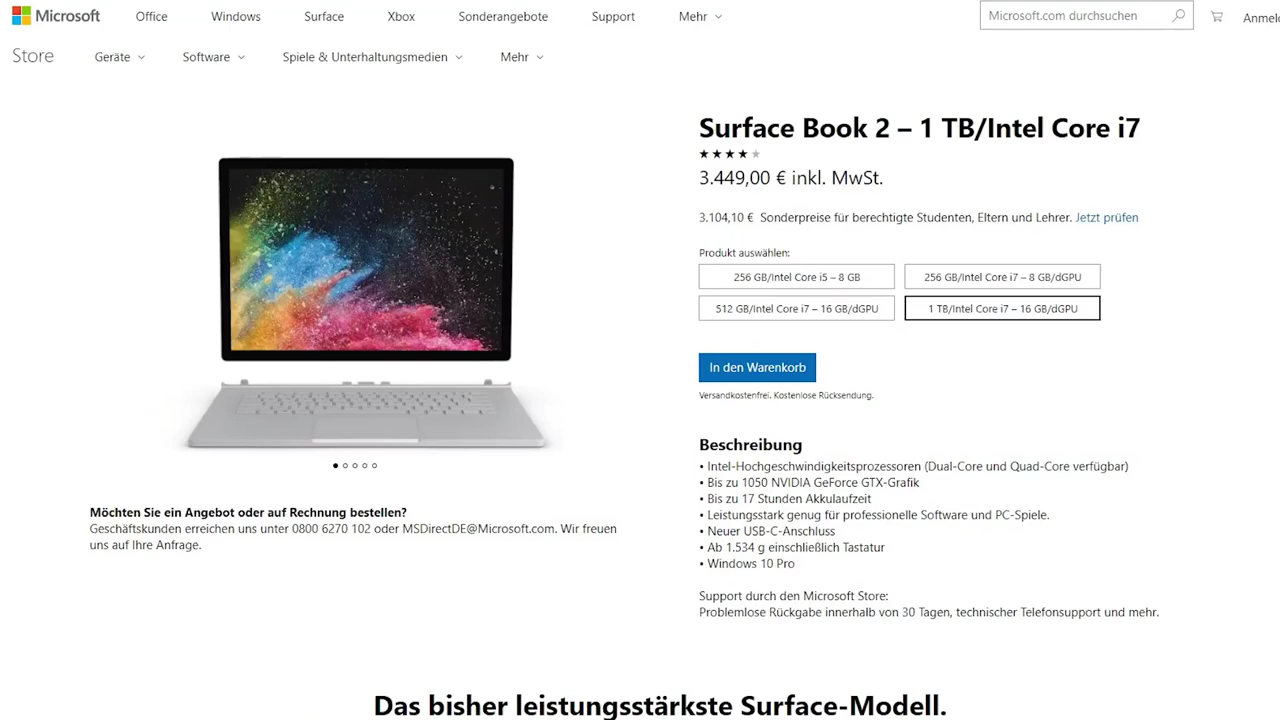 Microsoft
Office
Windows
Surface
Xbox
Sonderangebote
Support
Mehr
Microsoft.com durchsuchen
Anmel
Store
Geräte
Software
Spiele & Unterhaltungsmedien
Mehr
Surface Book 2 – 1 TB/Intel Core i7
3.449,00 € inkl. MwSt.
3.104,10 € Sonderpreise für berechtigte Studenten, Eltern und Lehrer. Jetzt prüfen
Produkt auswählen:
256 GB/Intel Core i5 – 8 GB
256 GB/Intel Core i7 – 8 GB/dGPU
512 GB/Intel Core i7 – 16 GB/dGPU
1 TB/Intel Core i7 – 16 GB/dGPU
In den Warenkorb
Versandkostenfrei. Kostenlose Rücksendung.
Beschreibung
• Intel-Hochgeschwindigkeitsprozessoren (Dual-Core und Quad-Core verfügbar)
• Bis zu 1050 NVIDIA GeForce GTX-Grafik
• Bis zu 17 Stunden Akkulaufzeit
• Leistungsstark genug für professionelle Software und PC-Spiele.
• Neuer USB-C-Anschluss
• Ab 1.534 g einschließlich Tastatur
• Windows 10 Pro
Support durch den Microsoft Store:
Problemlose Rückgabe innerhalb von 30 Tagen, technischer Telefonsupport und mehr.
Möchten Sie ein Angebot oder auf Rechnung bestellen?
Geschäftskunden erreichen uns unter 0800 6270 102 oder MSDirectDE@Microsoft.com. Wir freuen
uns auf Ihre Anfrage.
Das bisher leistungsstärkste Surface-Modell.